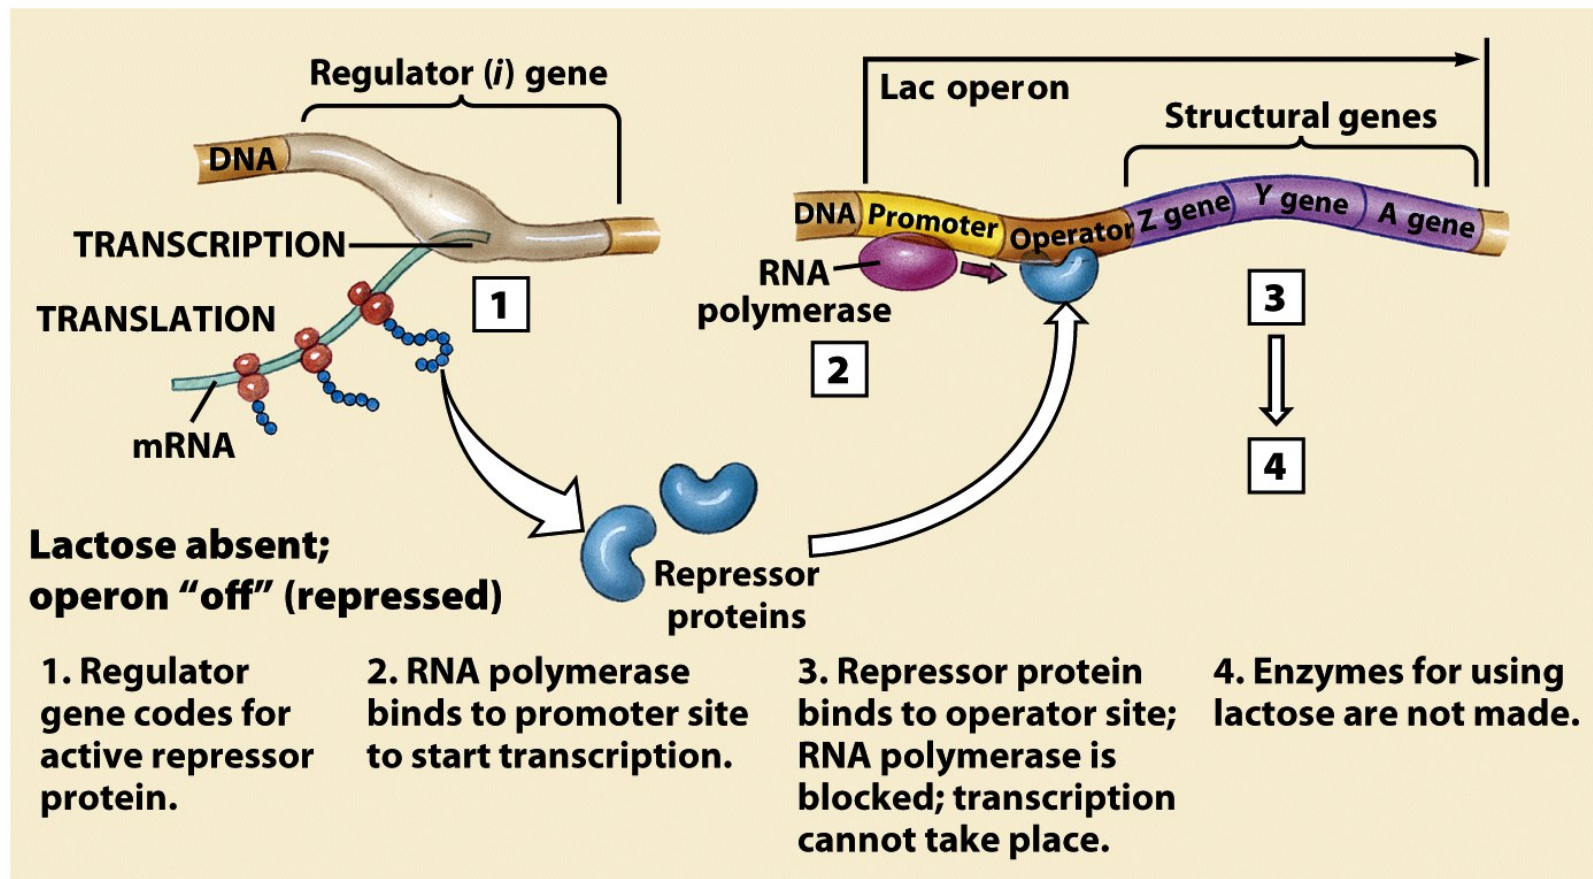 Regulator (i) gene
DNA
TRANSCRIPTION
1
TRANSLATION
mRNA
Lac operon
Structural genes
DNA
Promoter
Operator
Z gene
Y gene
A gene
RNA
polymerase
2
3
4
Repressor
proteins
Lactose absent;
operon “off” (repressed)
1. Regulator
gene codes for
active repressor
protein.
2. RNA polymerase
binds to promoter site
to start transcription.
3. Repressor protein
binds to operator site;
RNA polymerase is
blocked; transcription
cannot take place.
4. Enzymes for using
lactose are not made.